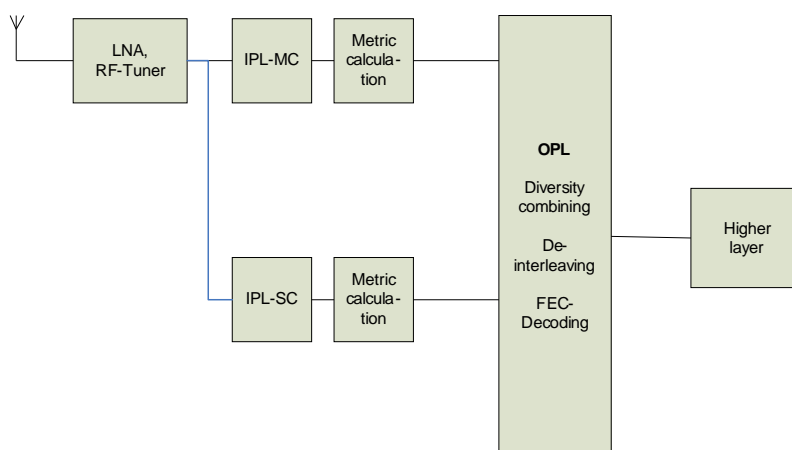 LNA,
RF-Tuner
IPL-MC
Metric
calcula-
tion
OPL
Diversity
combining
De-
interleaving
FEC-
Decoding
Higher
layer
IPL-SC
Metric
calcula-
tion